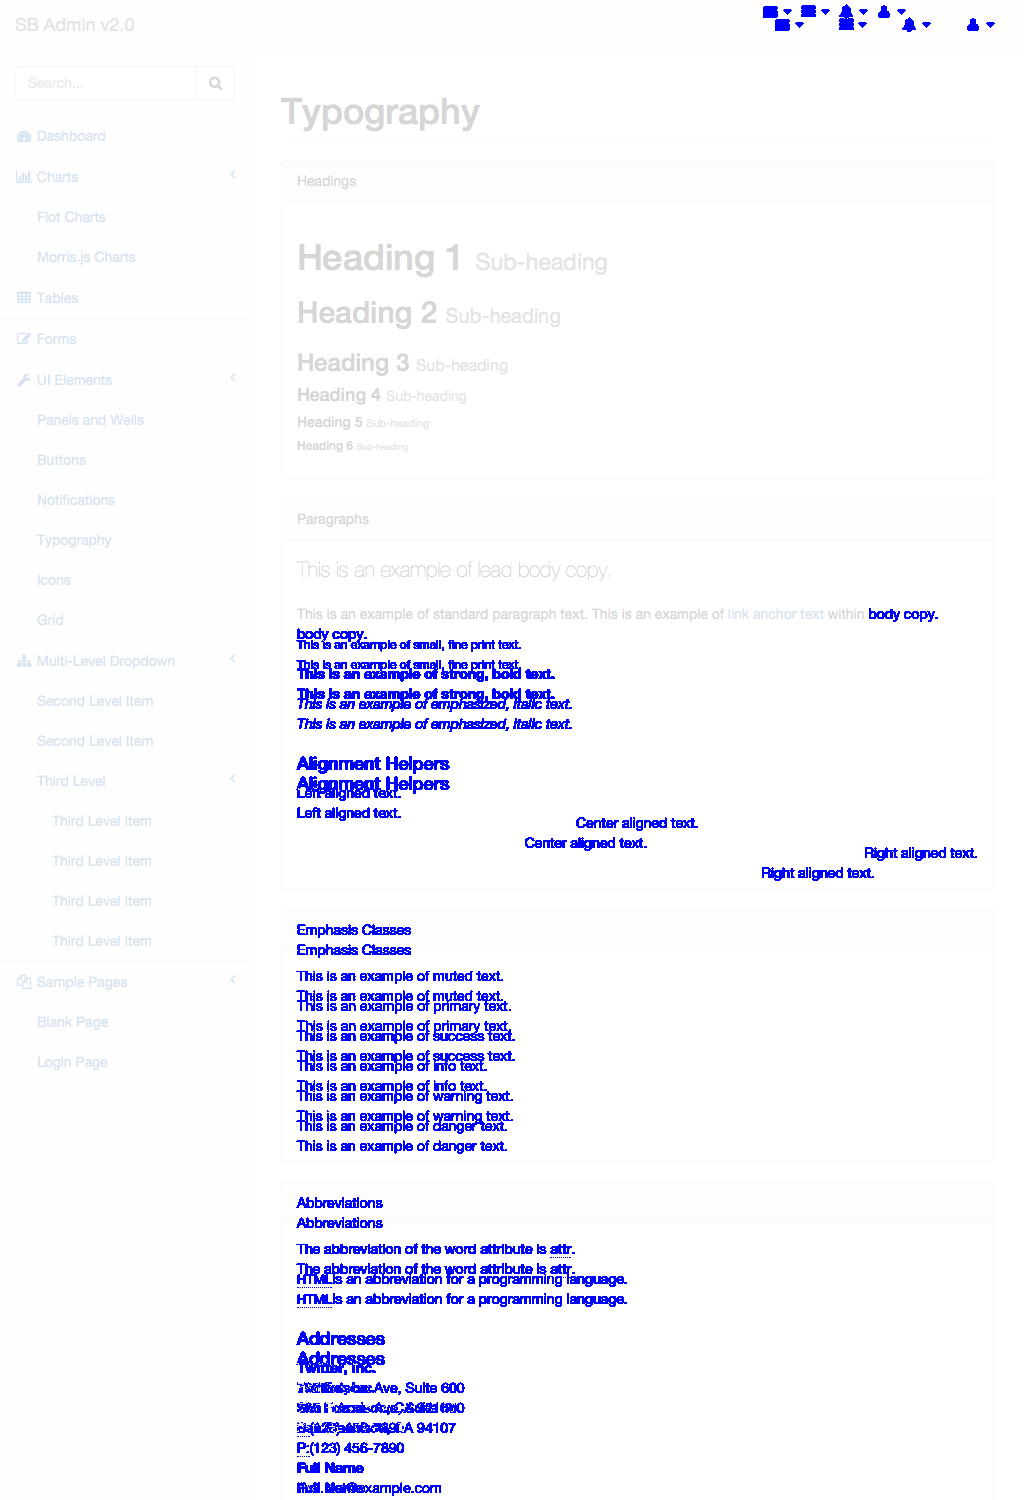 SB Admin v2.0
Search...
Dashboard
Charts
Flot Charts
Morris.js Charts
Tables
Forms
UI Elements
Panels and Wells
Buttons
Notifications
Typography
Icons
Grid
Multi-Level Dropdown
Second Level Item
Second Level Item
Third Level
Third Level Item
Third Level Item
Third Level Item
Third Level Item
Sample Pages
Blank Page
Login Page
Typography
Headings
Heading 1 Sub-heading
Heading 2 Sub-heading
Heading 3 Sub-heading
Heading 4 Sub-heading
Heading 5 Sub-heading
Heading 6 Sub-heading
Paragraphs
This is an example of lead body copy.
This is an example of standard paragraph text. This is an example of link anchor text within body copy.
body copy.
This is an example of small, fine print text.
This is an example of small, fine print text.
This is an example of strong, bold text.
This is an example of strong, bold text.
This is an example of emphasized, italic text.
This is an example of emphasized, italic text.
Alignment Helpers
Alignment Helpers
Left aligned text.
Left aligned text.
Center aligned text.
Center aligned text.
Right aligned text.
Right aligned text.
Emphasis Classes
Emphasis Classes
This is an example of muted text.
This is an example of muted text.
This is an example of primary text.
This is an example of primary text.
This is an example of success text.
This is an example of success text.
This is an example of info text.
This is an example of info text.
This is an example of warning text.
This is an example of warning text.
This is an example of danger text.
This is an example of danger text.
Abbreviations
Abbreviations
The abbreviation of the word attribute is attr.
The abbreviation of the word attribute is attr.
HTML is an abbreviation for a programming language.
HTML is an abbreviation for a programming language.
Addresses
Addresses
Twitter, Inc.
Ave, Suite 600
94107
P: (123) 456-7890
Full Name
example.com